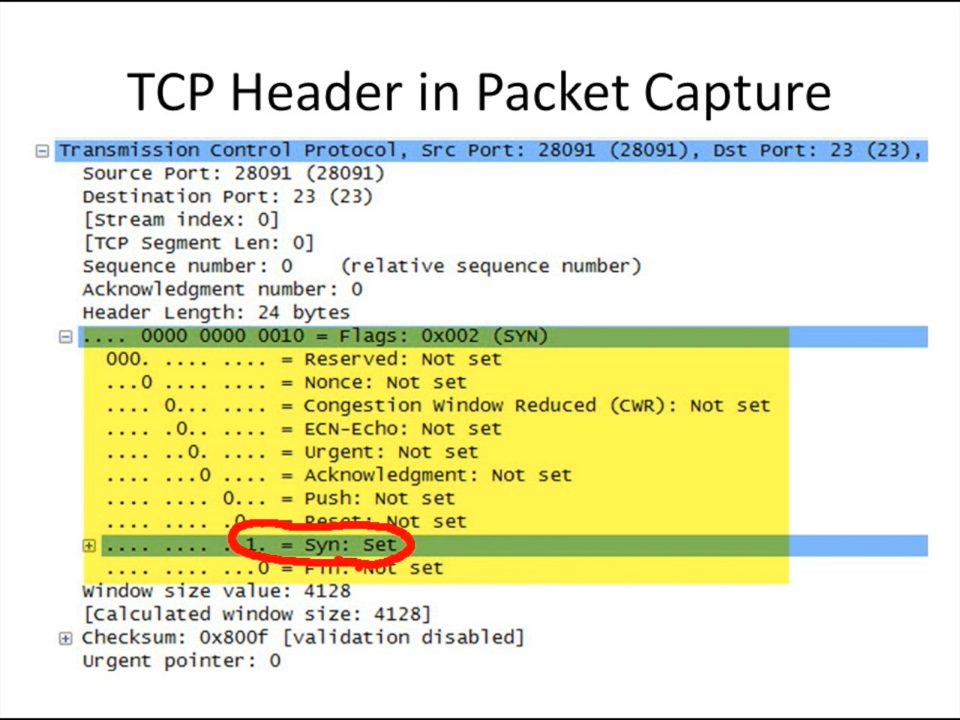 TCP Header in Packet Capture
Transmission Control Protocol, Src Port: 28091 (28091), Dst Port: 23 (23),
Source Port: 28091 (28091)
Destination Port: 23 (23)
[Stream index: 0]
[TCP Segment Len: 0]
Sequence number: 0    (relative sequence number)
Acknowledgment number: 0
Header Length: 24 bytes
.... 0000 0000 0010 = Flags: 0x002 (SYN)
000. .... .... = Reserved: Not set
...0 .... .... = Nonce: Not set
.... 0... .... = Congestion Window Reduced (CWR): Not set
.... .0.. .... = ECN-Echo: Not set
.... ..0. .... = Urgent: Not set
.... ...0 .... = Acknowledgment: Not set
.... .... 0... = Push: Not set
.... .... .0.. = Reset: Not set
.... .... ..1. = Syn: Set
.... .... ...0 = Fin: Not set
Window size value: 4128
[Calculated window size: 4128]
Checksum: 0x800f [validation disabled]
Urgent pointer: 0